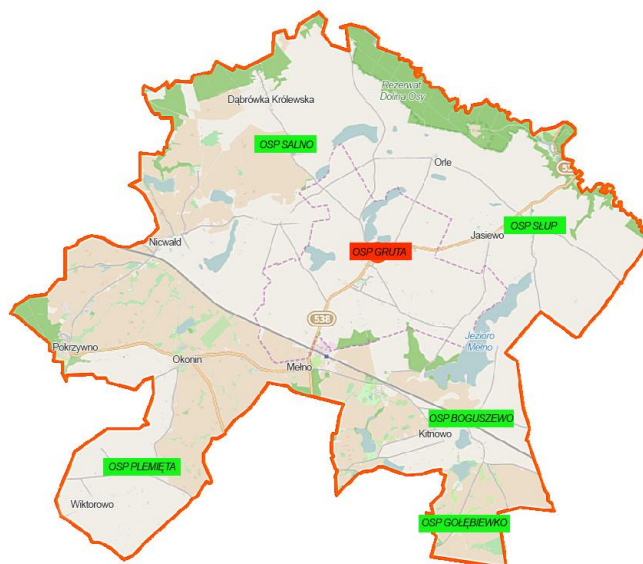 Rezerwat
Dolina Osy
Dąbrówka Królewska
OSP SALNO
Orle
OSP SŁUP
Jasiewo
Nicwałd
OSP GRUTA
538
Jezioro
Mełno
Pokrzywno
Okonin
Mełno
OSP BOGUSZEWO
Kitnowo
OSP PLEMIĘTA
Wiktorowo
OSP GOŁĘBIEWKO